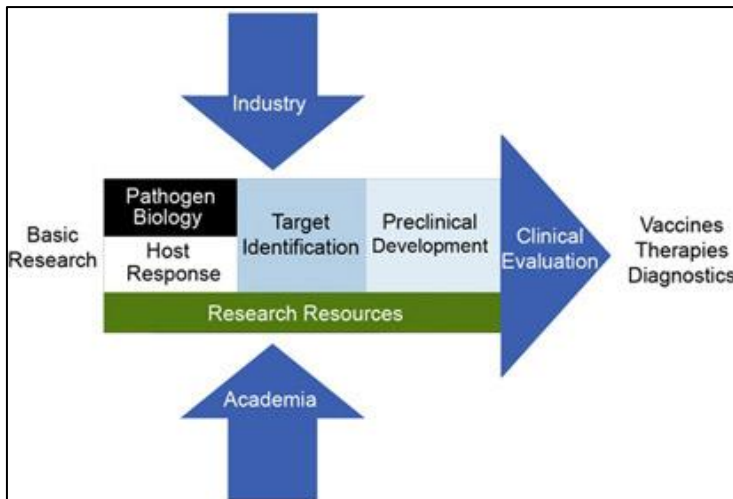 Industry
Basic
Research
Pathogen
Biology
Host
Response
Target
Identification
Preclinical
Development
Clinical
Evaluation
Vaccines
Therapies
Diagnostics
Research Resources
Academia